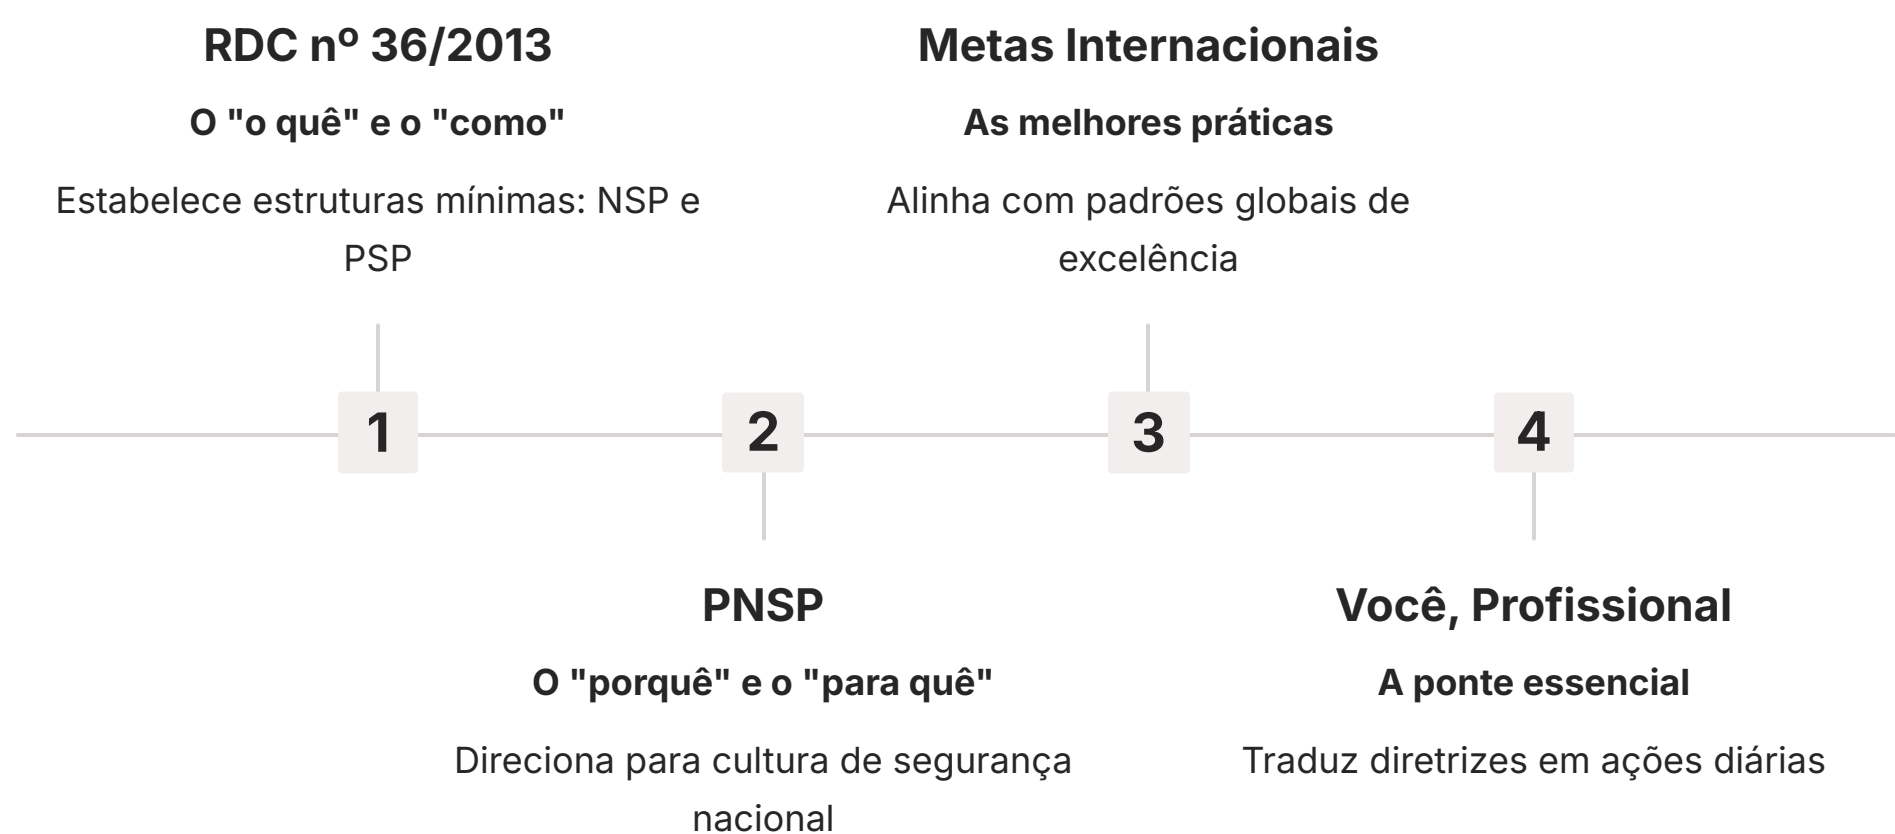 RDC nº 36/2013
O "o quê" e o "como"
Estabelece estruturas mínimas: NSP e
PSP
Metas Internacionais
As melhores práticas
Alinha com padrões globais de
excelência
1
2
3
4
PNSP
O "porquê" e o "para quê"
Direciona para cultura de segurança
nacional
Você, Profissional
A ponte essencial
Traduz diretrizes em ações diárias